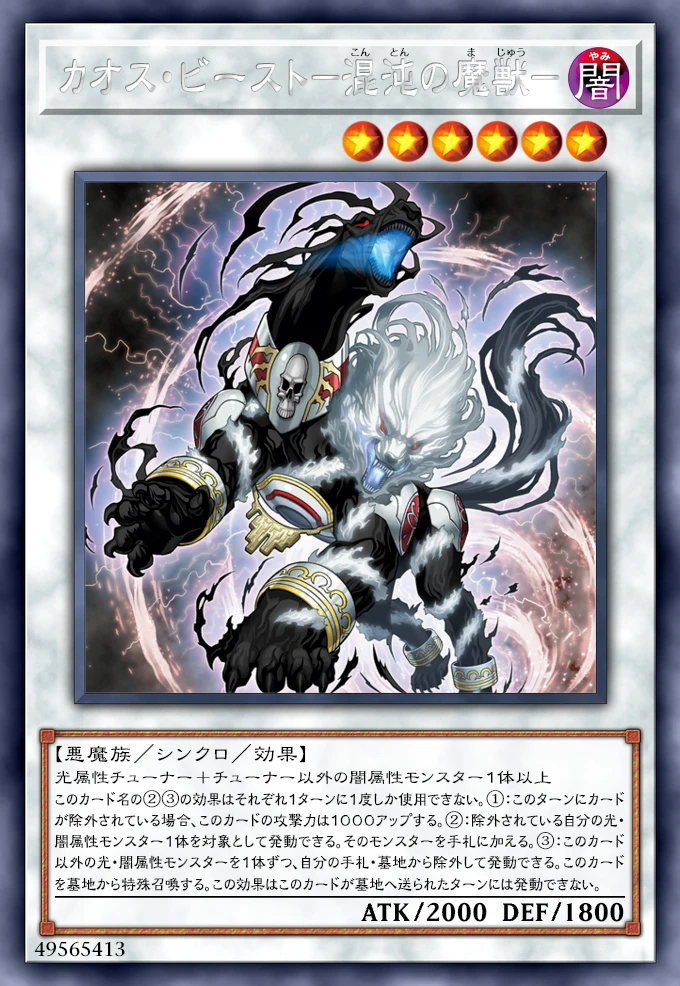 こんとん ま じゅう
カオス・ビースト－混沌の魔獣－
やみ
闇
【悪魔族／シンクロ／効果】
光属性チューナー＋チューナー以外の闇属性モンスター1体以上
このカード名の②③の効果はそれぞれ1ターンに1度しか使用できない。①：このターンにカード
が除外されている場合、このカードの攻撃力は1000アップする。②：除外されている自分の光・
闇属性モンスター1体を対象として発動できる。そのモンスターを手札に加える。③：このカード
以外の光・闇属性モンスターを1体ずつ、自分の手札・墓地から除外して発動できる。このカード
を墓地から特殊召喚する。この効果はこのカードが墓地へ送られたターンには発動できない。
ATK/2000 DEF/1800
49565413